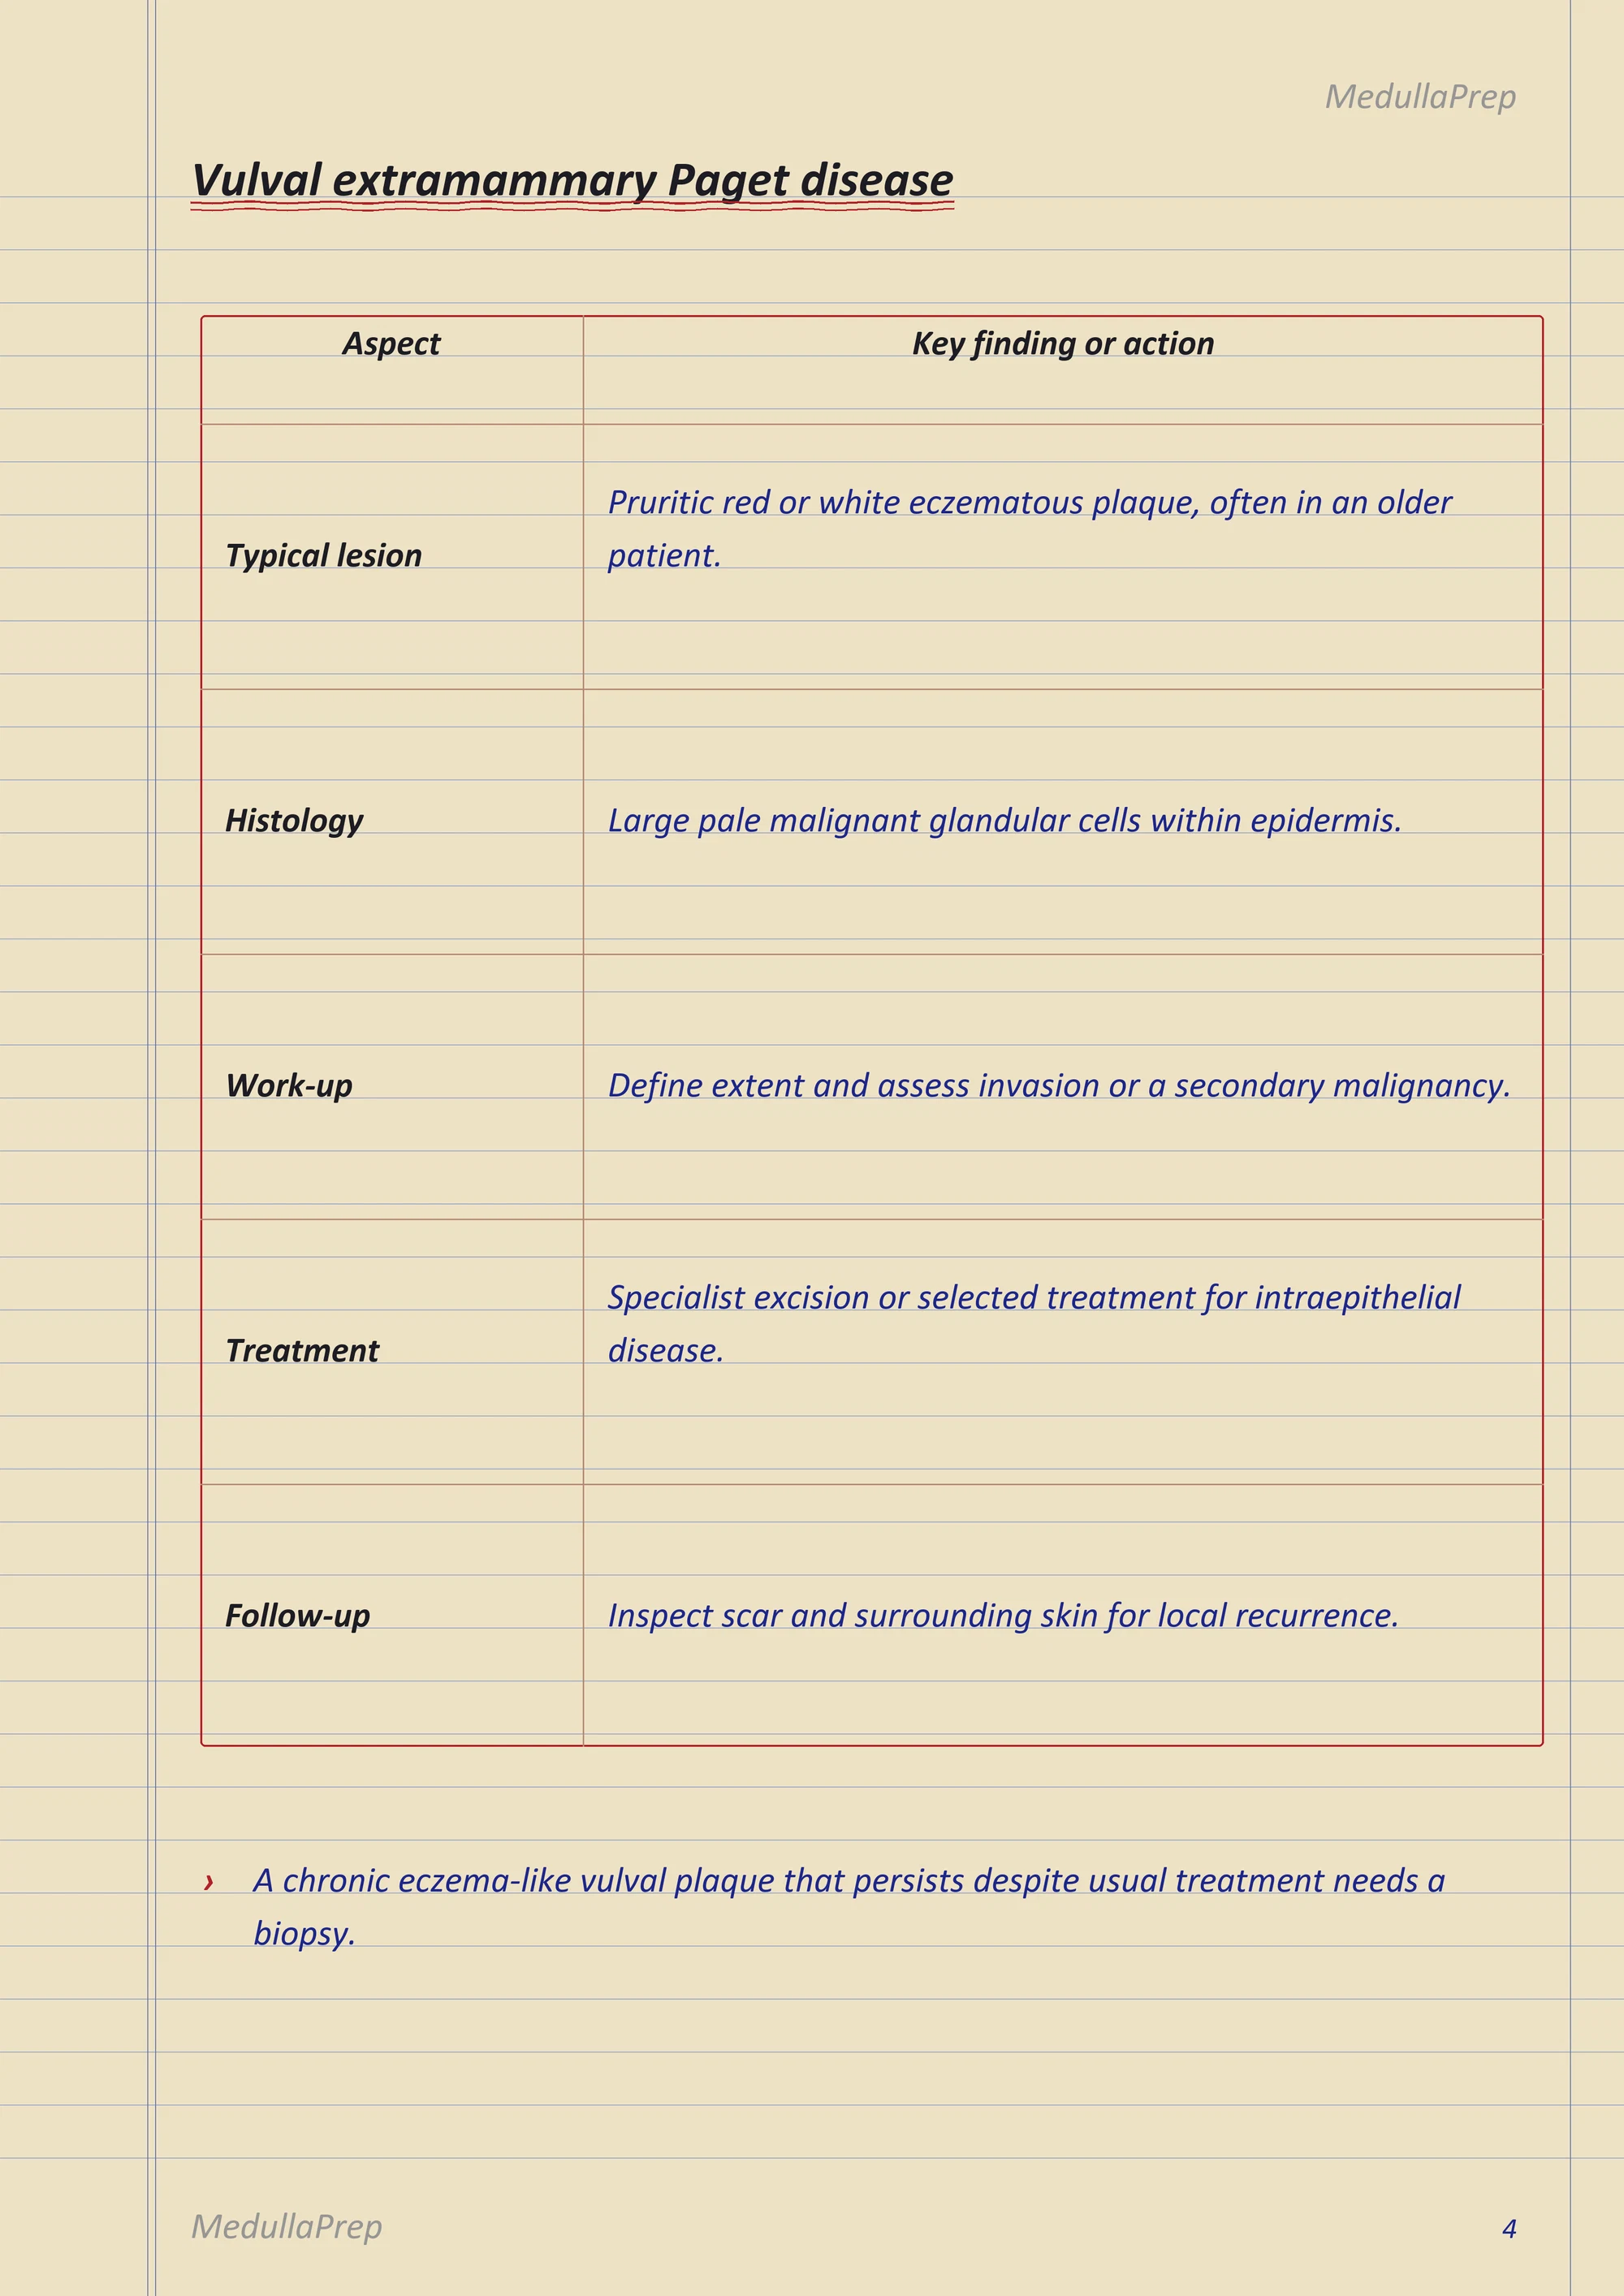 MedullaPrep
Vulval extramammary Paget disease
Aspect
Key finding or action
Typical lesion
Pruritic red or white eczematous plaque, often in an older
patient.
Histology
Large pale malignant glandular cells within epidermis.
Work-up
Define extent and assess invasion or a secondary malignancy.
Treatment
Specialist excision or selected treatment for intraepithelial
disease.
Follow-up
Inspect scar and surrounding skin for local recurrence.
› A chronic eczema-like vulval plaque that persists despite usual treatment needs a
biopsy.
MedullaPrep
4